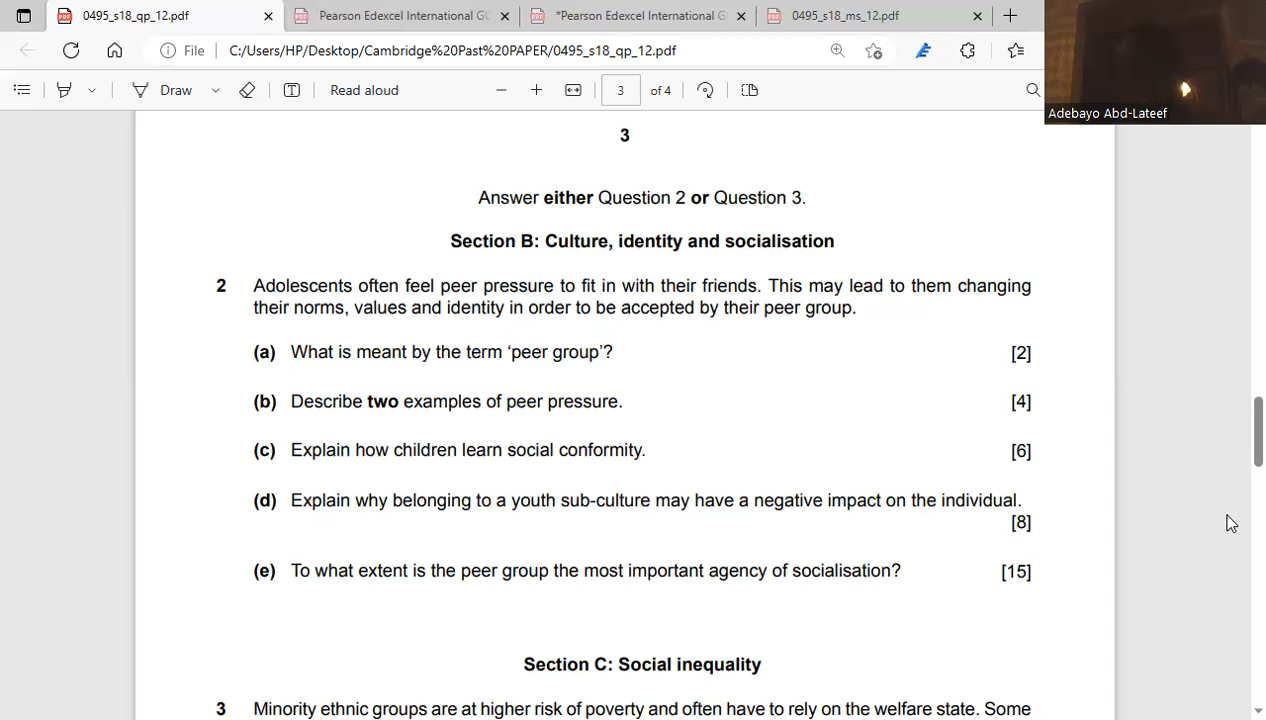 0495_s18_qp_12.pdf
Pearson Edexcel International GC
*Pearson Edexcel International G
0495_s18_ms_12.pdf
File
C:/Users/HP/Desktop/Cambridge%20Past%20PAPER/0495_s18_qp_12.pdf
Draw
Read aloud
3
of 4
Adebayo Abd-Lateef
3
Answer either Question 2 or Question 3.
Section B: Culture, identity and socialisation
2 Adolescents often feel peer pressure to fit in with their friends. This may lead to them changing
their norms, values and identity in order to be accepted by their peer group.
(a) What is meant by the term ‘peer group’? [2]
(b) Describe two examples of peer pressure. [4]
(c) Explain how children learn social conformity. [6]
(d) Explain why belonging to a youth sub-culture may have a negative impact on the individual.
[8]
(e) To what extent is the peer group the most important agency of socialisation? [15]
Section C: Social inequality
3 Minority ethnic groups are at higher risk of poverty and often have to rely on the welfare state. Some